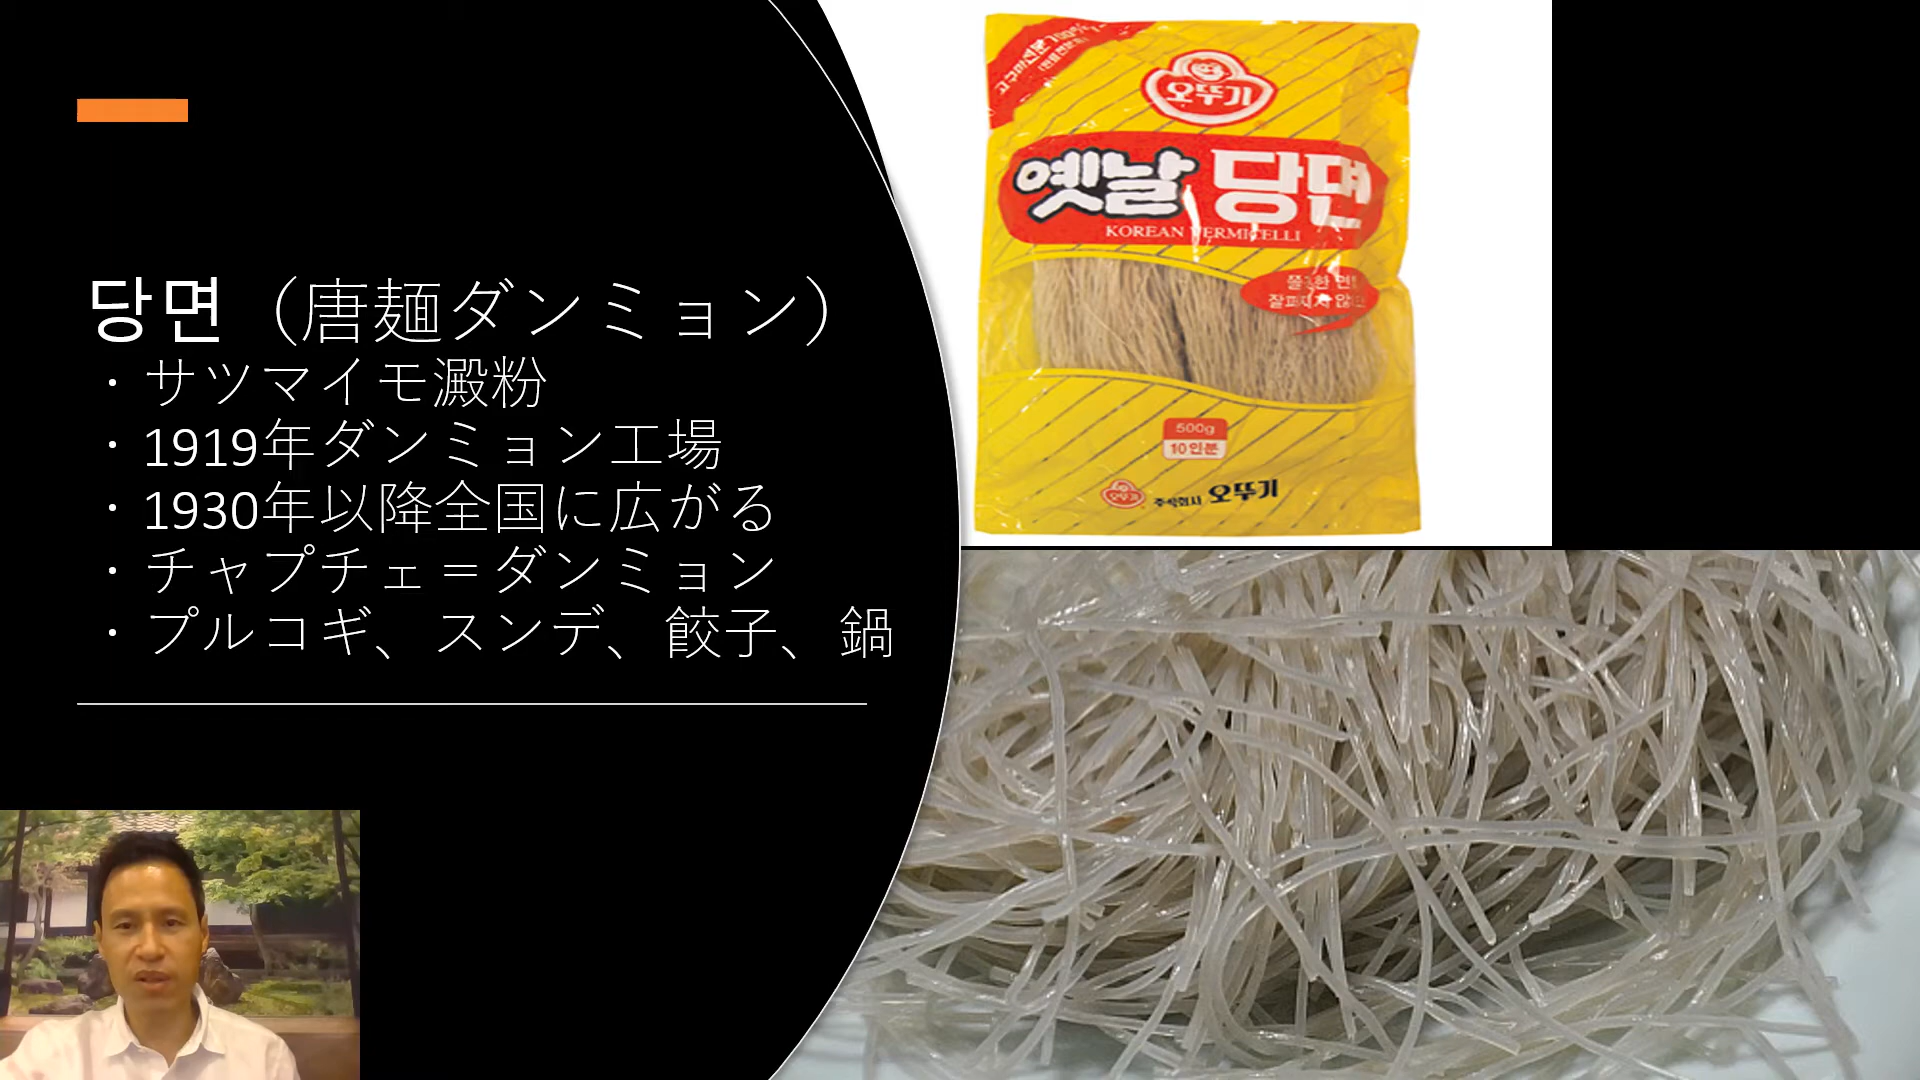 당면（唐麺ダンミョン）
・サツマイモ澱粉
・1919年ダンミョン工場
・1930年以降全国に広がる
・チャプチェ＝ダンミョン
・プルコギ、スンデ、餃子、鍋
오뚜기
옛날 당면
KOREAN VERMICELLI
500g
10인분
오뚜기
주식회사 오뚜기